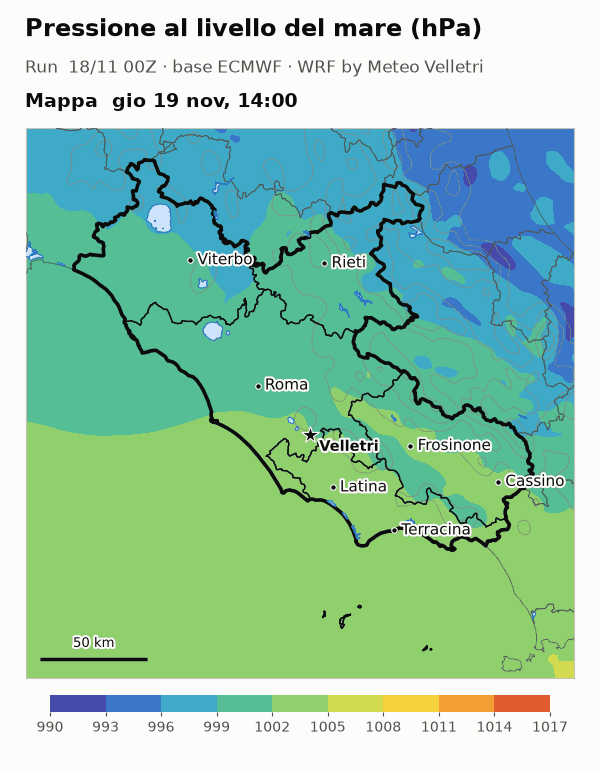 Pressione al livello del mare (hPa)
Run  18/11 00Z · base ECMWF · WRF by Meteo Velletri
Mappa  gio 19 nov, 14:00
Viterbo
Rieti
Roma
Velletri
Frosinone
Cassino
Latina
Terracina
50 km
990 993 996 999 1002 1005 1008 1011 1014 1017